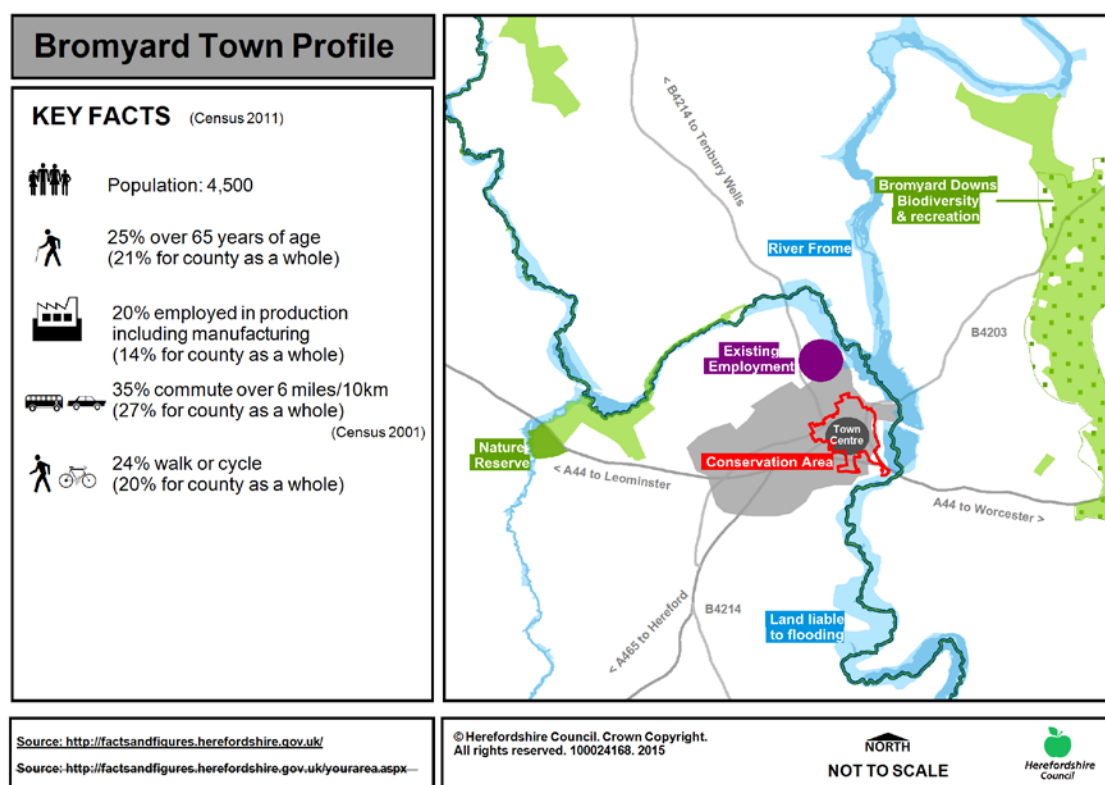 Bromyard Town Profile
KEY FACTS (Census 2011)
Population: 4,500
25% over 65 years of age
(21% for county as a whole)
20% employed in production
including manufacturing
(14% for county as a whole)
35% commute over 6 miles/10km
(27% for county as a whole)
(Census 2001)
24% walk or cycle
(20% for county as a whole)
Source: http://factsandfigures.herefordshire.gov.uk/
Source: http://factsandfigures.herefordshire.gov.uk/yourarea.aspx
< B4214 to Tenbury Wells
Bromyard Downs
Biodiversity
& recreation
River Frome
B4203
Existing
Employment
Town
Centre
Nature
Reserve
Conservation Area
< A44 to Leominster
A44 to Worcester >
B4214
Land liable
to flooding
< A465 to Hereford
© Herefordshire Council. Crown Copyright.
All rights reserved. 100024168. 2015
NORTH
NOT TO SCALE
Herefordshire
Council